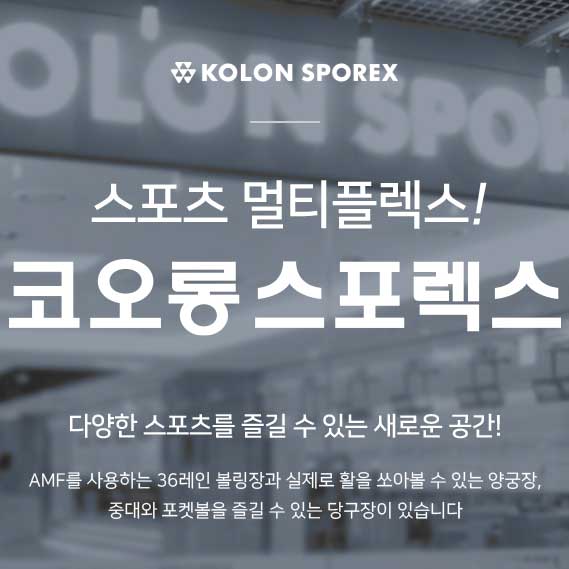 KOLON SPOREX
OLON SPOR
스포츠 멀티플렉스!
코오롱스포렉스
다양한 스포츠를 즐길 수 있는 새로운 공간!
AMF를 사용하는 36레인 볼링장과 실제로 활을 쏘아볼 수 있는 양궁장,
중대와 포켓볼을 즐길 수 있는 당구장이 있습니다